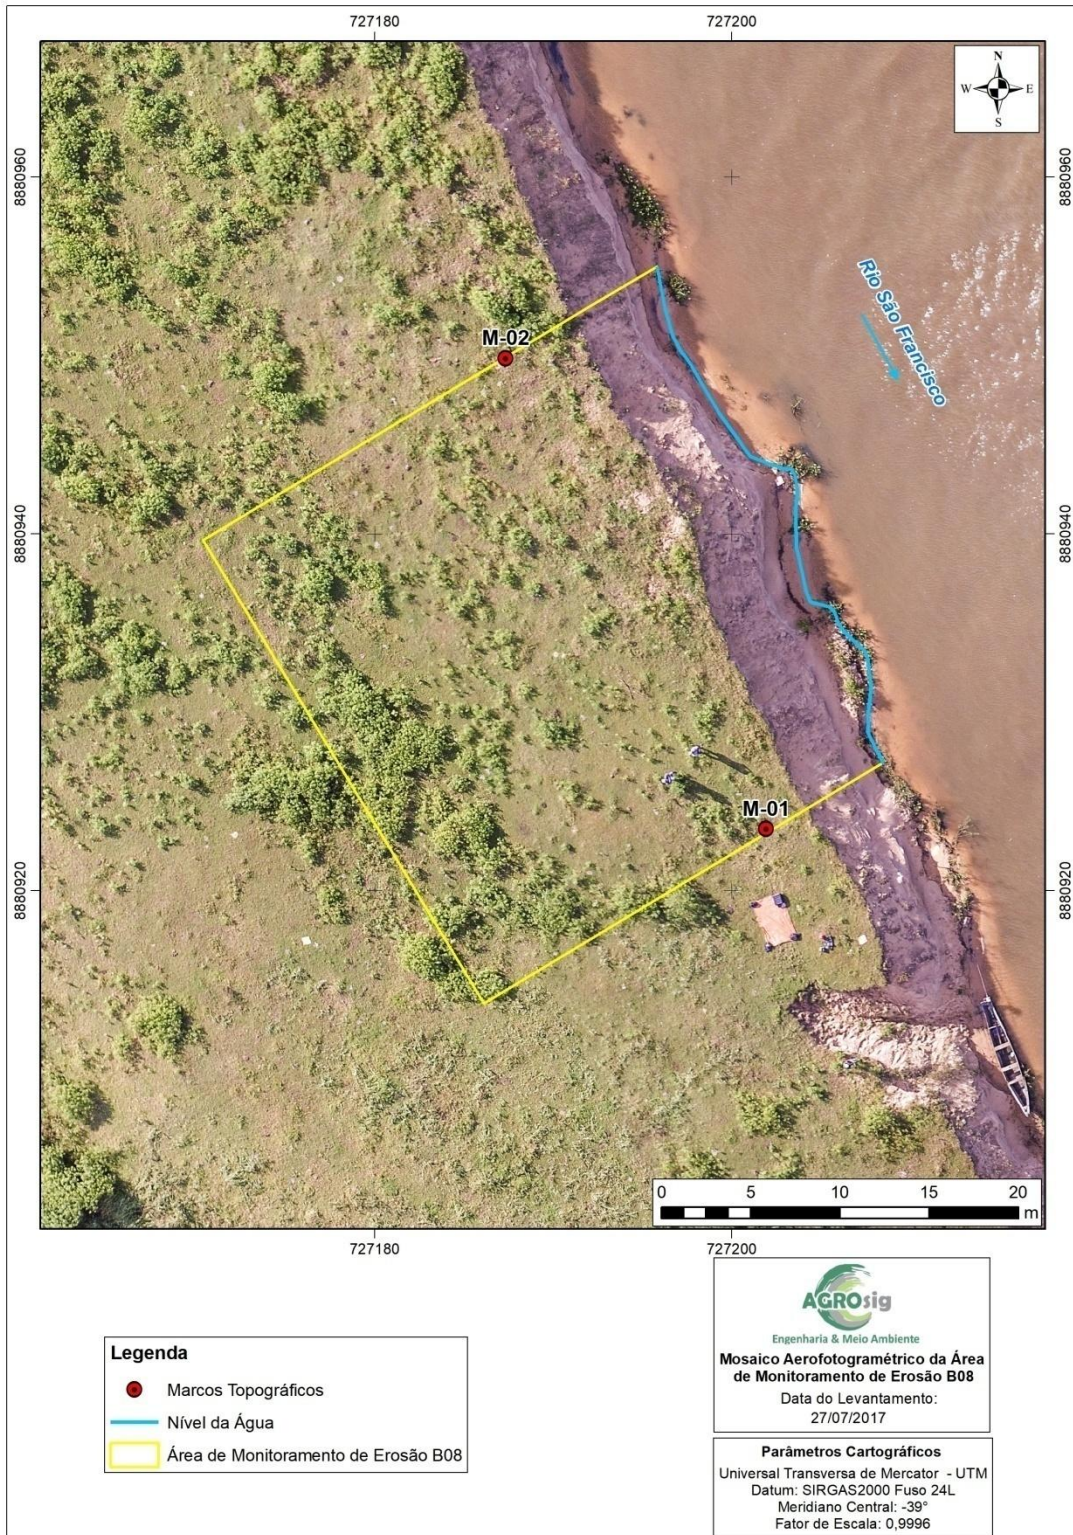 727180
727200
N
W
E
S
8880960
8880960
Rio São Francisco
M-02
8880940
8880940
M-01
8880920
8880920
0 5 10 15 20
m
727180
727200
AGROsig
Engenharia & Meio Ambiente
Mosaico Aerofotogramétrico da Área
de Monitoramento de Erosão B08
Data do Levantamento:
27/07/2017
Legenda
Marcos Topográficos
Nível da Água
Área de Monitoramento de Erosão B08
Parâmetros Cartográficos
Universal Transversa de Mercator - UTM
Datum: SIRGAS2000 Fuso 24L
Meridiano Central: -39°
Fator de Escala: 0,9996